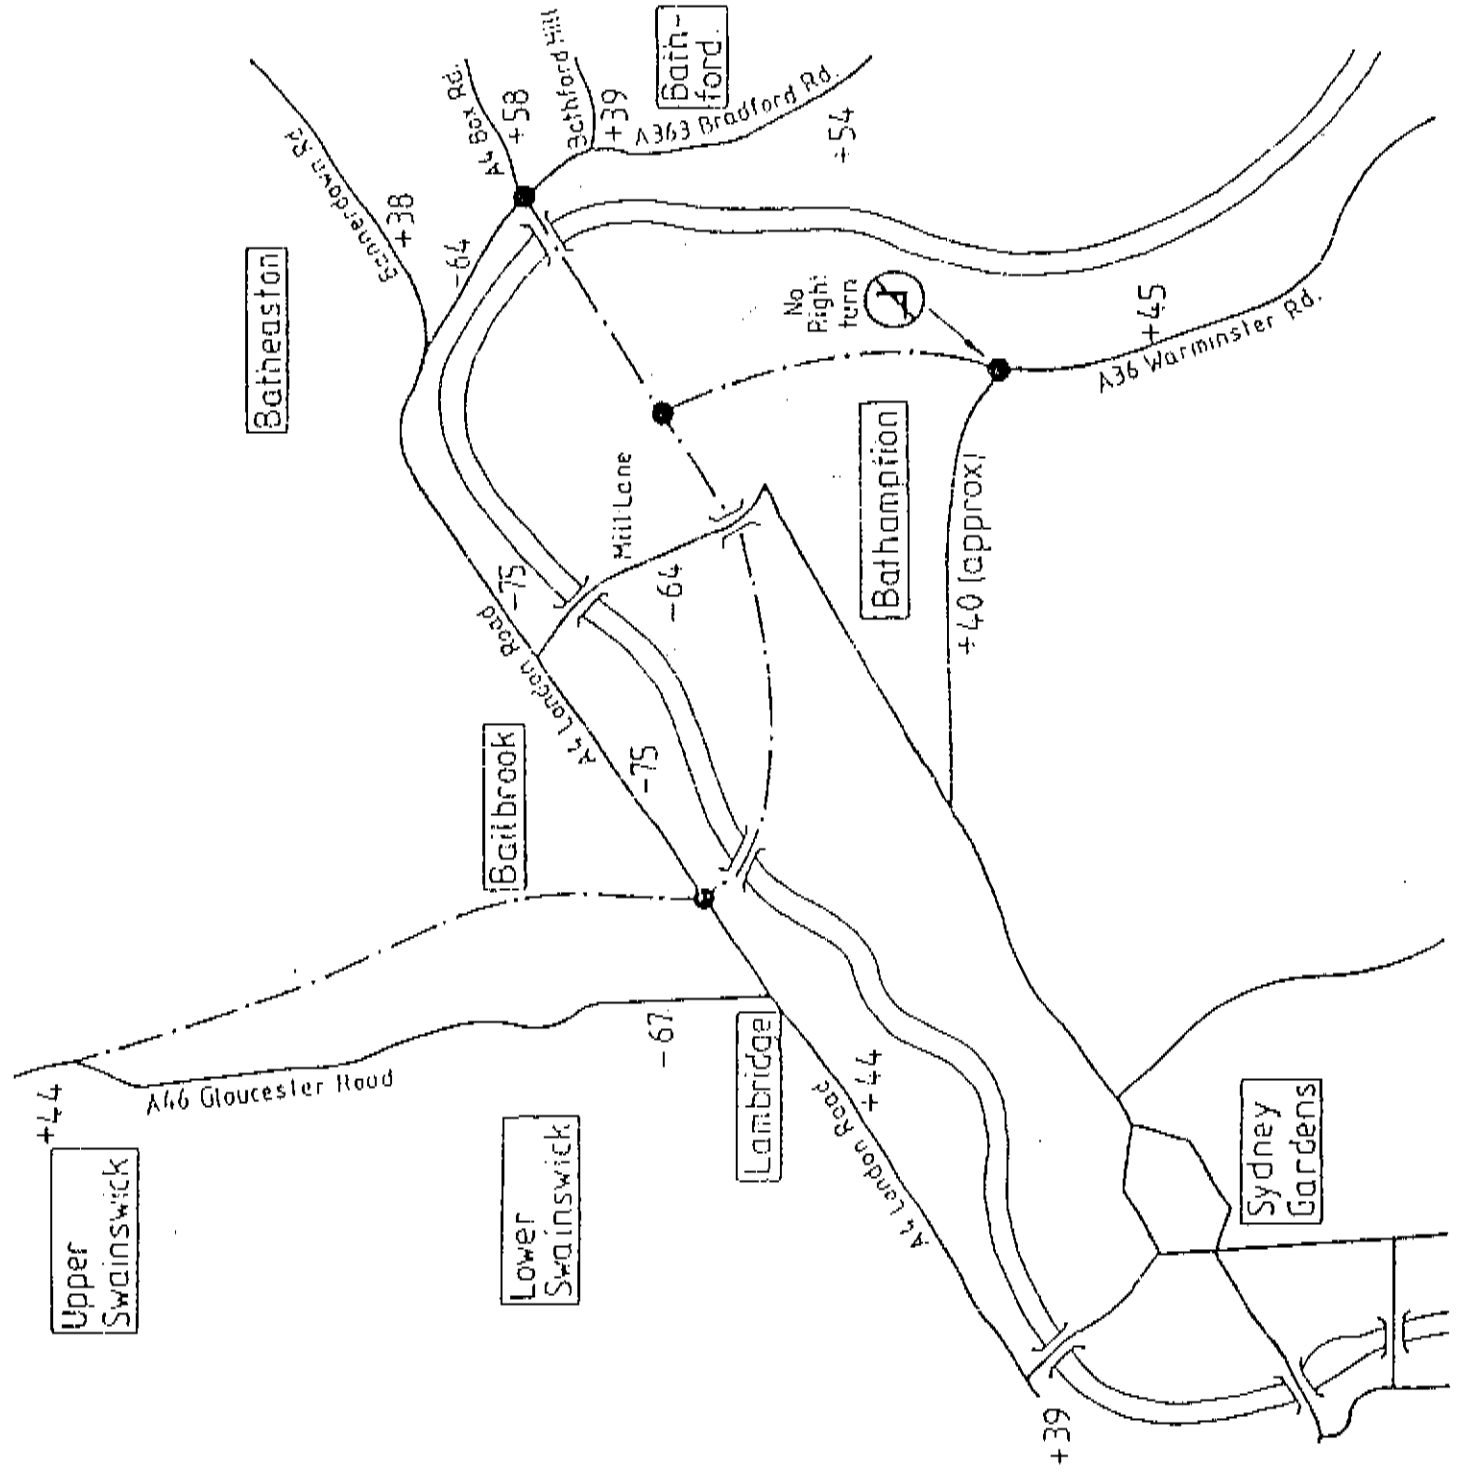 Upper
Swainswick
+44
A46 Gloucester Road
Lower
Swainswick
-67
Lambridge
A4 London Road
+44
+39
Sydney
Gardens
Bailbrook
A4 London Road
-75
-75
Mill Lane
-64
Batheaston
Bannerdown Rd
+38
-64
A4 Box Rd.
+58
Bathford Hill
+39
Bath-
ford.
A363 Bradford Rd.
+54
No
Right
turn
Bathamption
+40 (approx)
+45
A36 Warminster Rd.